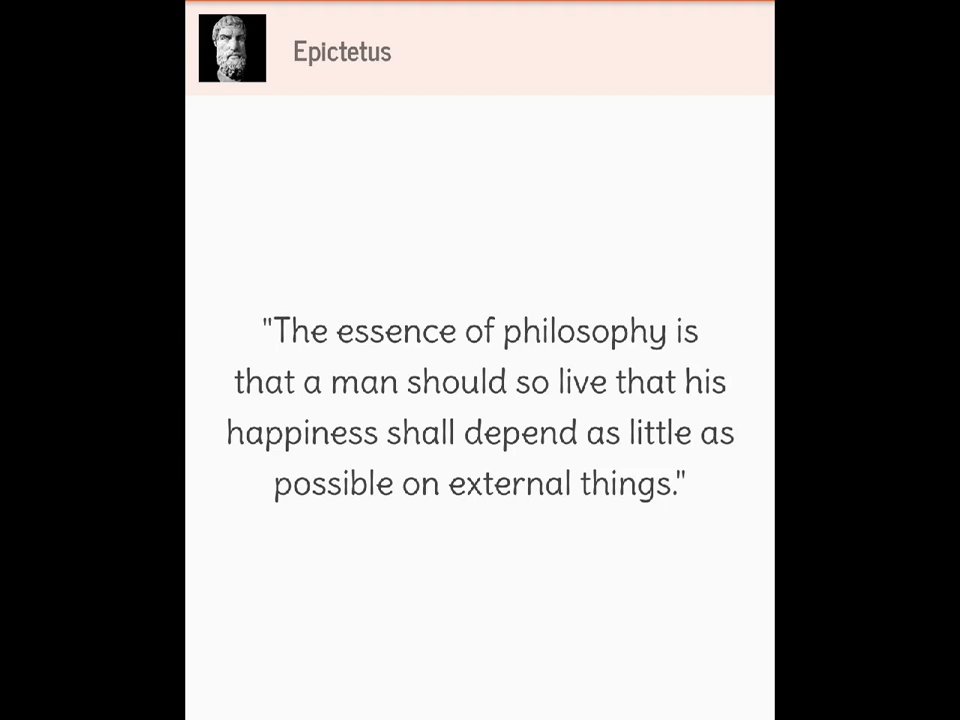 Epictetus
"The essence of philosophy is
that a man should so live that his
happiness shall depend as little as
possible on external things."